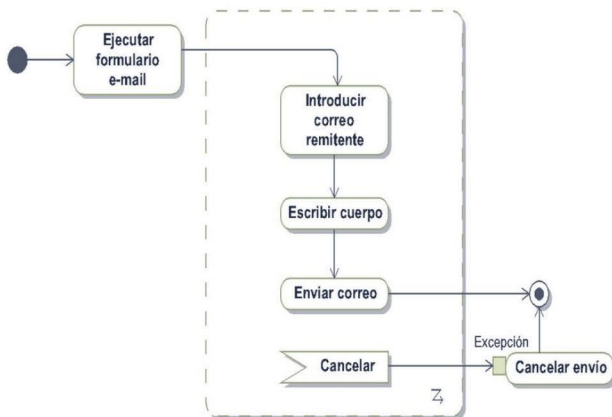 Ejecutar
formulario
e-mail
Introducir
correo
remitente
Escribir cuerpo
Enviar correo
Cancelar
Excepción
Cancelar envío